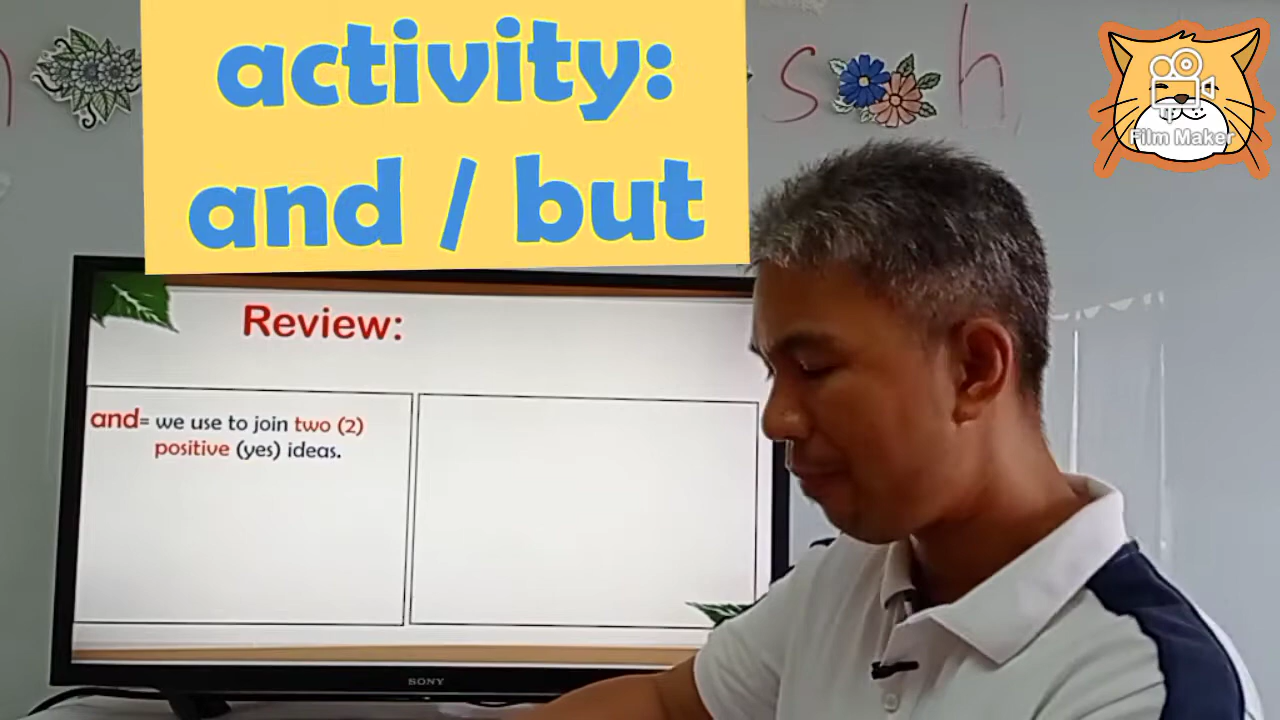 activity:
and / but
s h
Film Maker
Review:
and= we use to join two (2)
positive (yes) ideas.
SONY